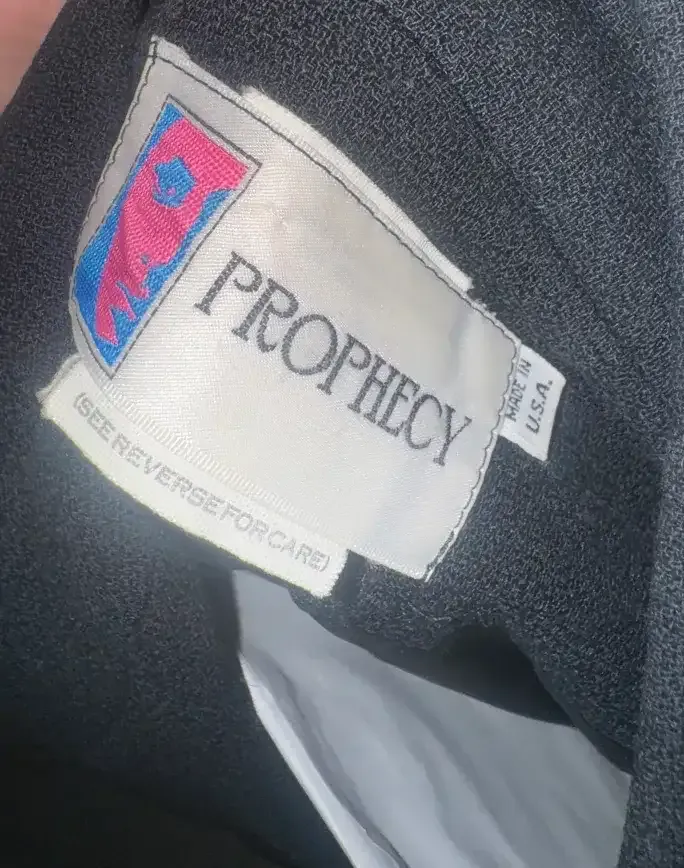 PROPHECY
MADE IN
U.S.A.
(SEE REVERSE FOR CARE)